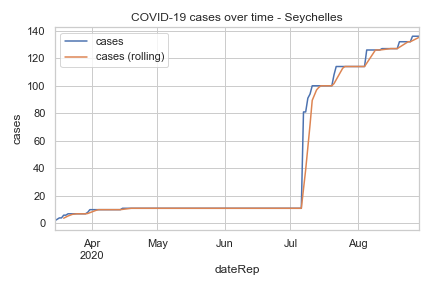 COVID-19 cases over time - Seychelles
cases
cases (rolling)
140
120
100
80
60
40
20
0
cases
Apr
2020
May
Jun
Jul
Aug
dateRep